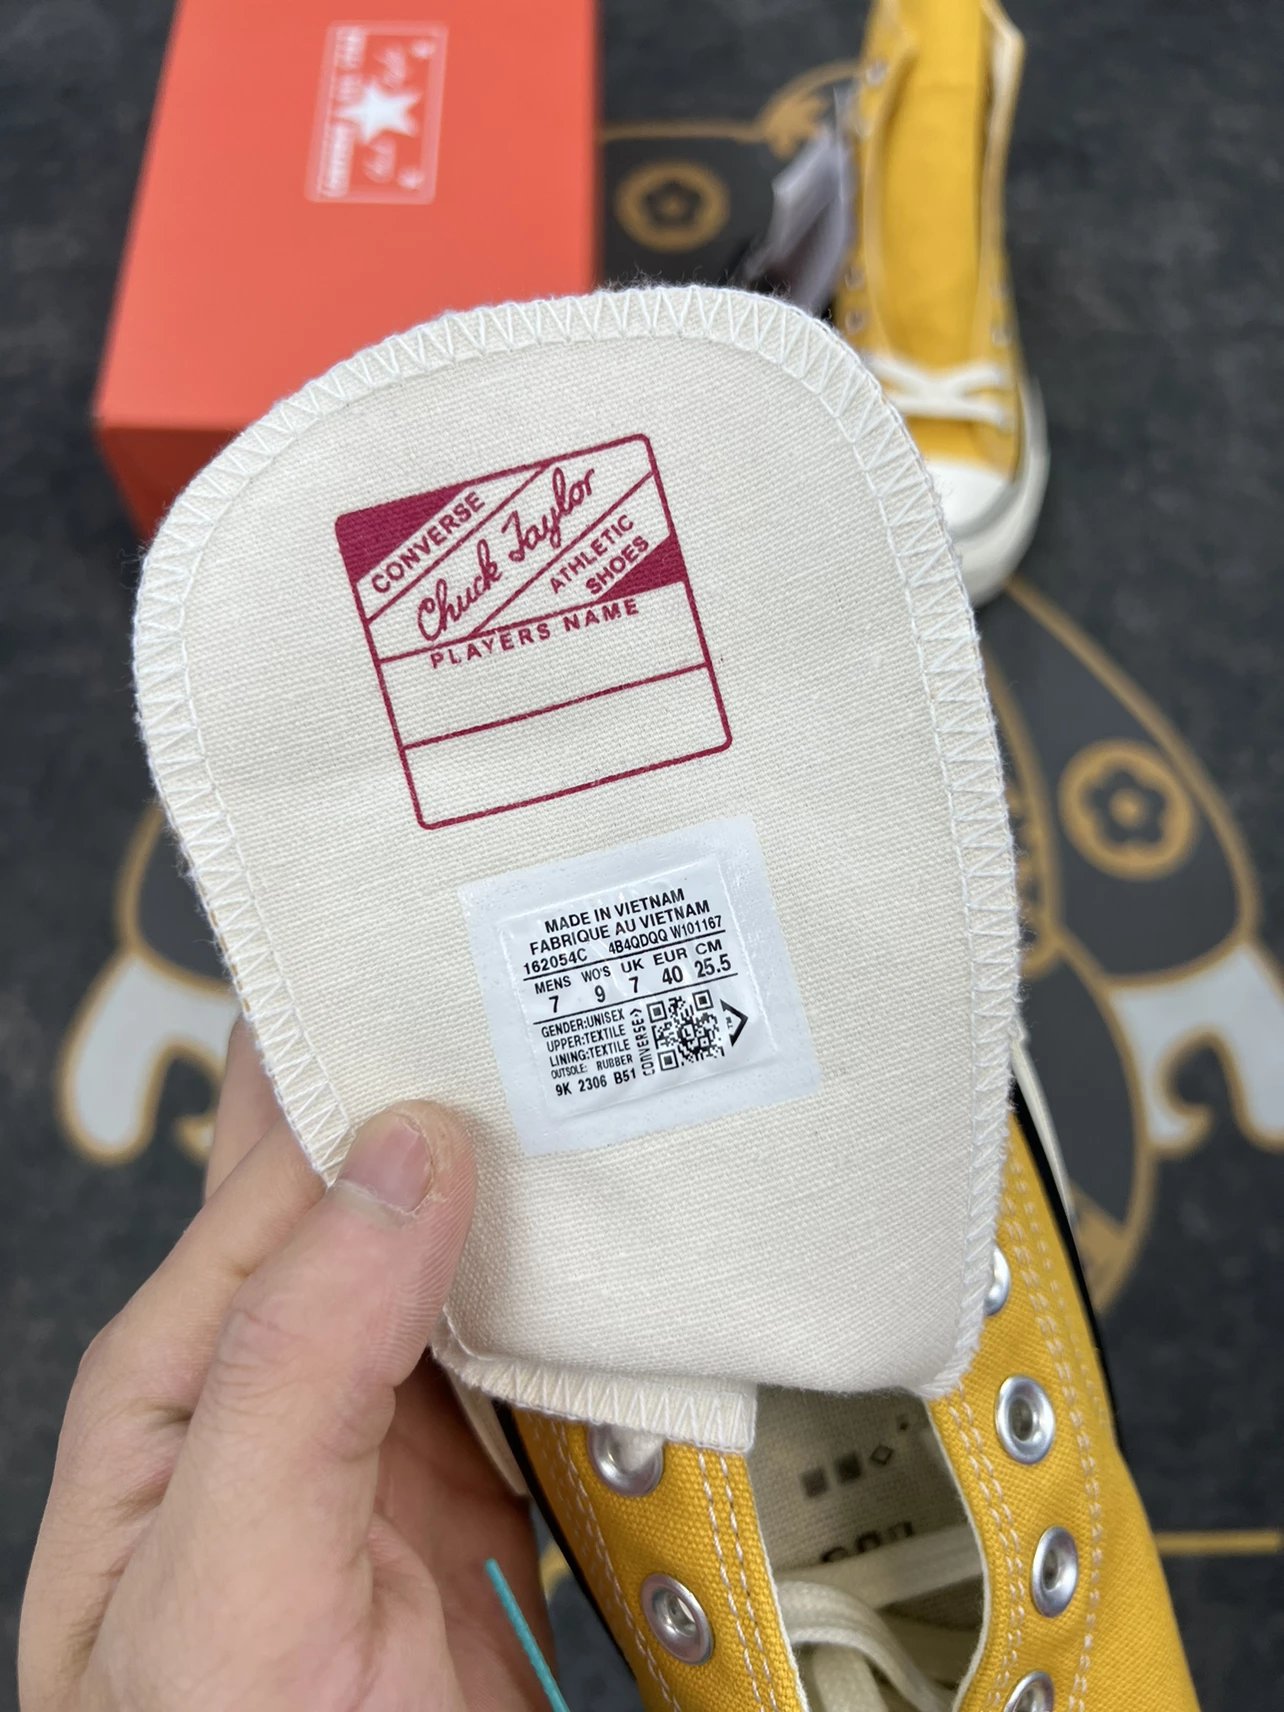 CONVERSE
Chuck Taylor
ATHLETIC
SHOES
PLAYERS NAME
MADE IN VIETNAM
FABRIQUE AU VIETNAM
162054C 4B4QDQQ W101167
MENS WO'S UK EUR CM
7 9 7 40 25.5
GENDER:UNISEX
UPPER:TEXTILE
LINING:TEXTILE
OUTSOLE: RUBBER
9K 2306 B51
CONVERSE